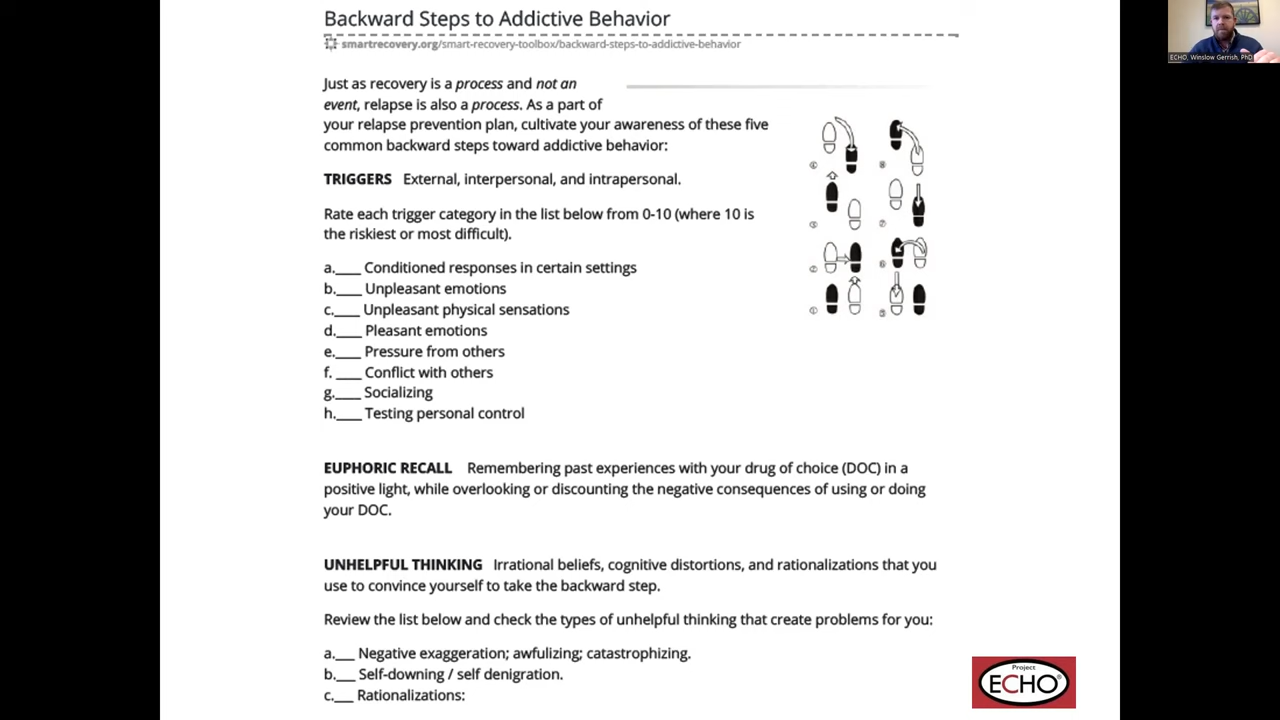 Backward Steps to Addictive Behavior
smartrecovery.org/smart-recovery-toolbox/backward-steps-to-addictive-behavior
ECHO, Winslow Gerrish, PhD
Just as recovery is a process and not an
event, relapse is also a process. As a part of
your relapse prevention plan, cultivate your awareness of these five
common backward steps toward addictive behavior:
TRIGGERS External, interpersonal, and intrapersonal.
Rate each trigger category in the list below from 0-10 (where 10 is
the riskiest or most difficult).
a.____ Conditioned responses in certain settings
b.____ Unpleasant emotions
c.____ Unpleasant physical sensations
d.____ Pleasant emotions
e.____ Pressure from others
f. ____ Conflict with others
g.____ Socializing
h.____ Testing personal control
EUPHORIC RECALL Remembering past experiences with your drug of choice (DOC) in a
positive light, while overlooking or discounting the negative consequences of using or doing
your DOC.
UNHELPFUL THINKING Irrational beliefs, cognitive distortions, and rationalizations that you
use to convince yourself to take the backward step.
Review the list below and check the types of unhelpful thinking that create problems for you:
a.___ Negative exaggeration; awfulizing; catastrophizing.
b.___ Self-downing / self denigration.
c.___ Rationalizations:
Project
ECHO®